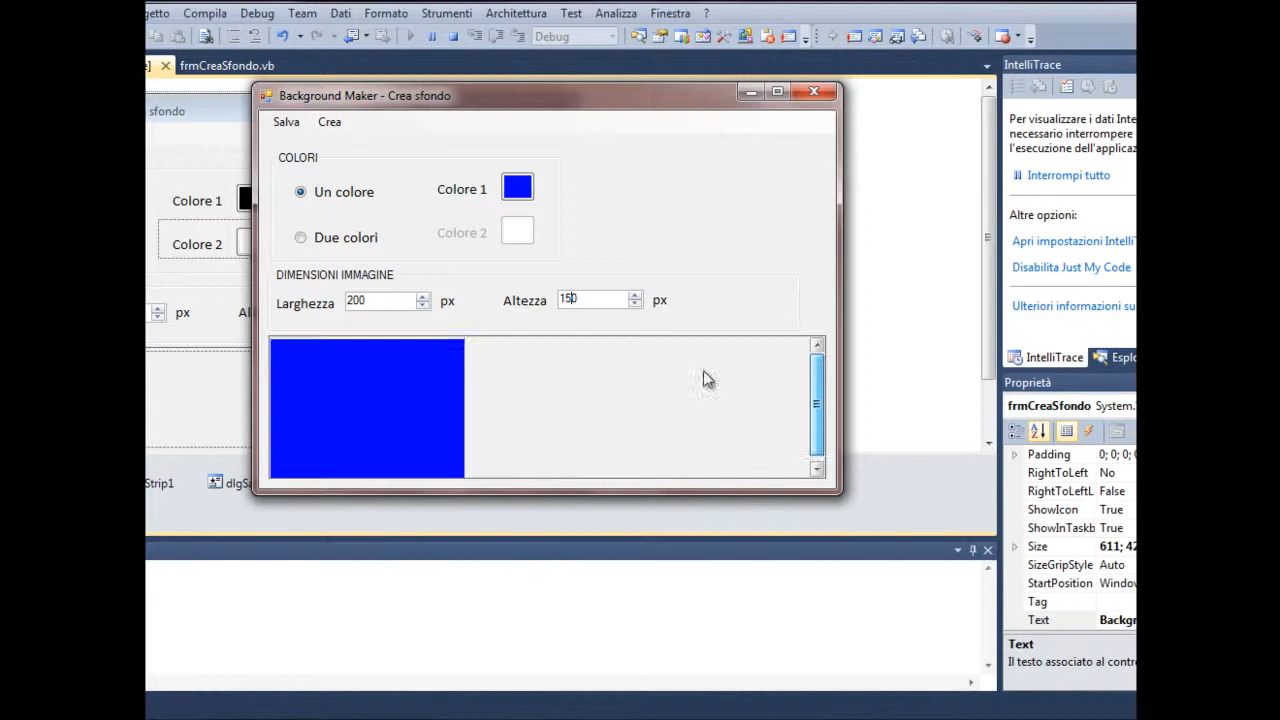 getto Compila Debug Team Dati Formato Strumenti Architettura Test Analizza Finestra ?
Debug
frmCreaSfondo.vb
IntelliTrace
sfondo
Background Maker - Crea sfondo
Salva Crea
COLORI
Un colore Colore 1
Due colori Colore 2
DIMENSIONI IMMAGINE
Larghezza 200 px Altezza 150 px
Colore 1
Colore 2
px Al
Per visualizzare i dati Int
necessario interrompere
l'esecuzione dell'applica
Interrompi tutto
Altre opzioni:
Apri impostazioni Intelli
Disabilita Just My Code
Ulteriori informazioni su
IntelliTrace Esplo
Proprietà
frmCreaSfondo System.
Padding 0; 0; 0; 
RightToLeft No
RightToLeftL False
ShowIcon True
ShowInTaskb True
Size 611; 42
SizeGripStyle Auto
StartPosition Window
Tag
Text Backgr
Text
Il testo associato al contr
Strip1 dlgSa